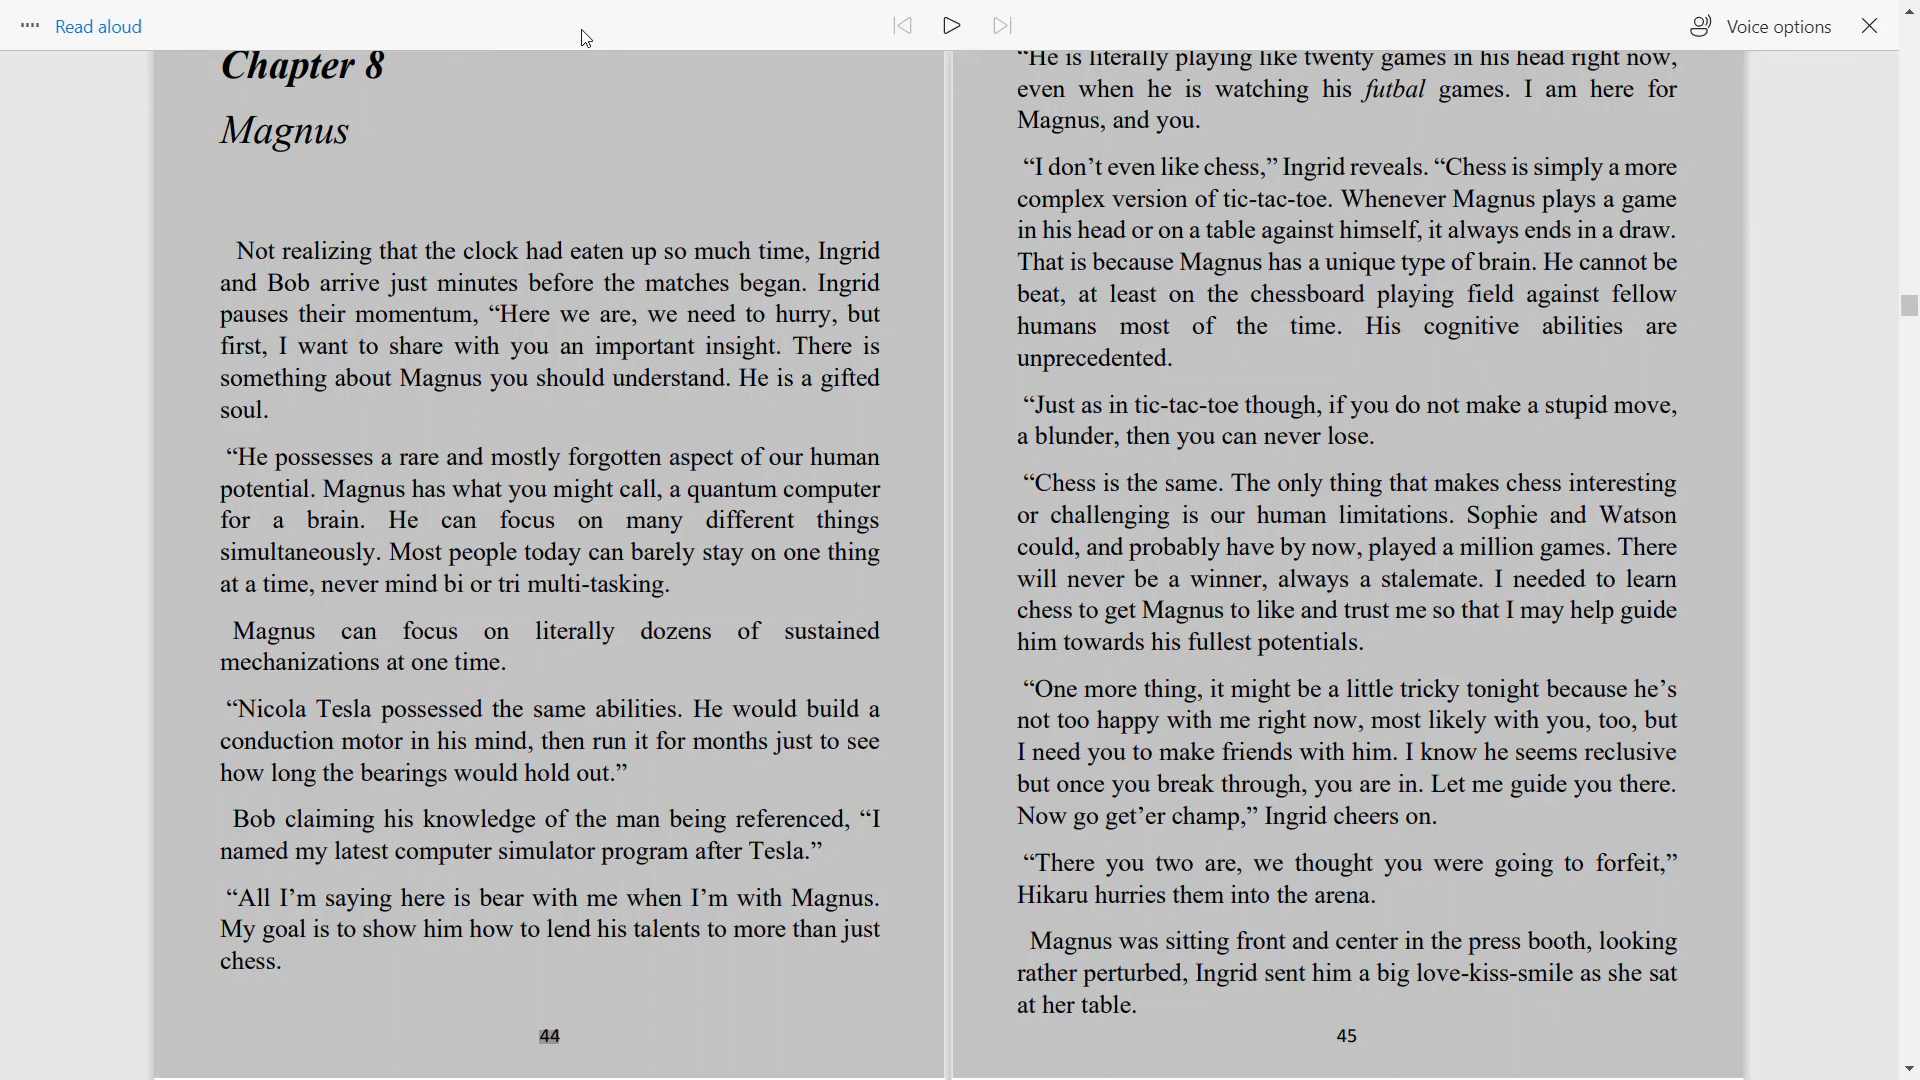 Read aloud
Voice options
Chapter 8
Magnus
Not realizing that the clock had eaten up so much time, Ingrid
and Bob arrive just minutes before the matches began. Ingrid
pauses their momentum, “Here we are, we need to hurry, but
first, I want to share with you an important insight. There is
something about Magnus you should understand. He is a gifted
soul.
“He possesses a rare and mostly forgotten aspect of our human
potential. Magnus has what you might call, a quantum computer
for a brain. He can focus on many different things
simultaneously. Most people today can barely stay on one thing
at a time, never mind bi or tri multi-tasking.
Magnus can focus on literally dozens of sustained
mechanizations at one time.
“Nicola Tesla possessed the same abilities. He would build a
conduction motor in his mind, then run it for months just to see
how long the bearings would hold out.”
Bob claiming his knowledge of the man being referenced, “I
named my latest computer simulator program after Tesla.”
“All I’m saying here is bear with me when I’m with Magnus.
My goal is to show him how to lend his talents to more than just
chess.
44
“He is literally playing like twenty games in his head right now,
even when he is watching his futbal games. I am here for
Magnus, and you.
“I don’t even like chess,” Ingrid reveals. “Chess is simply a more
complex version of tic-tac-toe. Whenever Magnus plays a game
in his head or on a table against himself, it always ends in a draw.
That is because Magnus has a unique type of brain. He cannot be
beat, at least on the chessboard playing field against fellow
humans most of the time. His cognitive abilities are
unprecedented.
“Just as in tic-tac-toe though, if you do not make a stupid move,
a blunder, then you can never lose.
“Chess is the same. The only thing that makes chess interesting
or challenging is our human limitations. Sophie and Watson
could, and probably have by now, played a million games. There
will never be a winner, always a stalemate. I needed to learn
chess to get Magnus to like and trust me so that I may help guide
him towards his fullest potentials.
“One more thing, it might be a little tricky tonight because he’s
not too happy with me right now, most likely with you, too, but
I need you to make friends with him. I know he seems reclusive
but once you break through, you are in. Let me guide you there.
Now go get’er champ,” Ingrid cheers on.
“There you two are, we thought you were going to forfeit,”
Hikaru hurries them into the arena.
Magnus was sitting front and center in the press booth, looking
rather perturbed, Ingrid sent him a big love-kiss-smile as she sat
at her table.
45